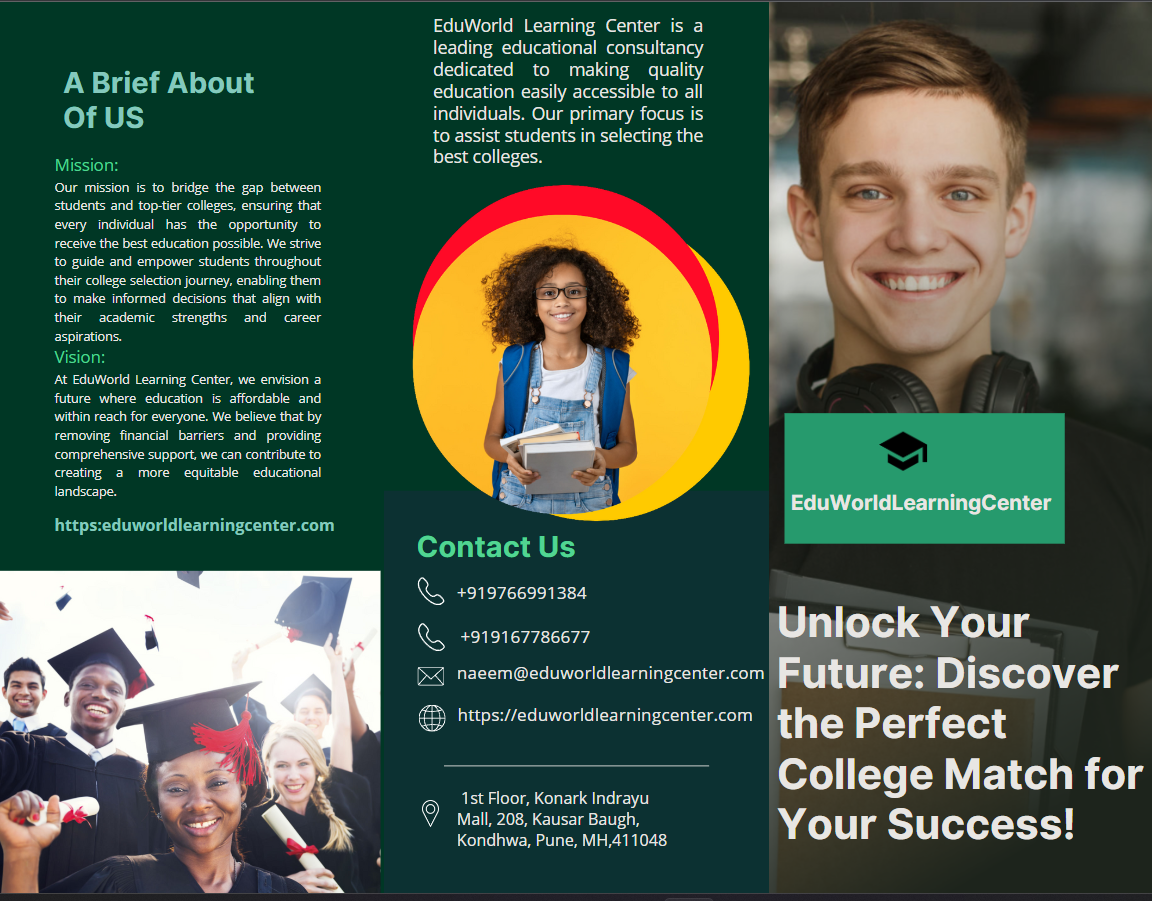 A Brief About
Of US
Mission:
Our mission is to bridge the gap between
students and top-tier colleges, ensuring that
every individual has the opportunity to
receive the best education possible. We strive
to guide and empower students throughout
their college selection journey, enabling them
to make informed decisions that align with
their academic strengths and career
aspirations.
Vision:
At EduWorld Learning Center, we envision a
future where education is affordable and
within reach for everyone. We believe that by
removing financial barriers and providing
comprehensive support, we can contribute to
creating a more equitable educational
landscape.
https:eduworldlearningcenter.com
EduWorld Learning Center is a
leading educational consultancy
dedicated to making quality
education easily accessible to all
individuals. Our primary focus is
to assist students in selecting the
best colleges.
Contact Us
+919766991384
+919167786677
naeem@eduworldlearningcenter.com
https://eduworldlearningcenter.com
1st Floor, Konark Indrayu
Mall, 208, Kausar Baugh,
Kondhwa, Pune, MH,411048
EduWorldLearningCenter
Unlock Your
Future: Discover
the Perfect
College Match for
Your Success!